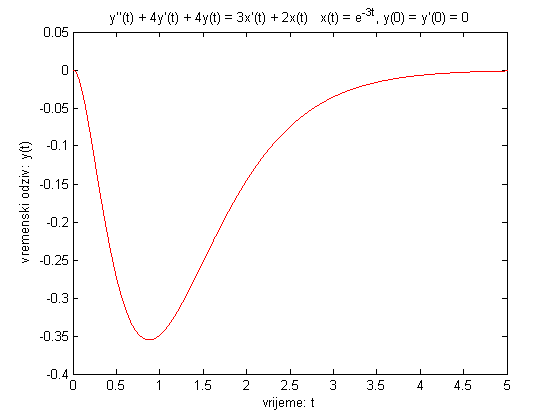 y''(t) + 4y'(t) + 4y(t) = 3x'(t) + 2x(t)   x(t) = e^-3t, y(0) = y'(0) = 0
0.05
0
-0.05
-0.1
-0.15
-0.2
-0.25
-0.3
-0.35
-0.4
vremenski odziv: y(t)
0 0.5 1 1.5 2 2.5 3 3.5 4 4.5 5
vrijeme: t